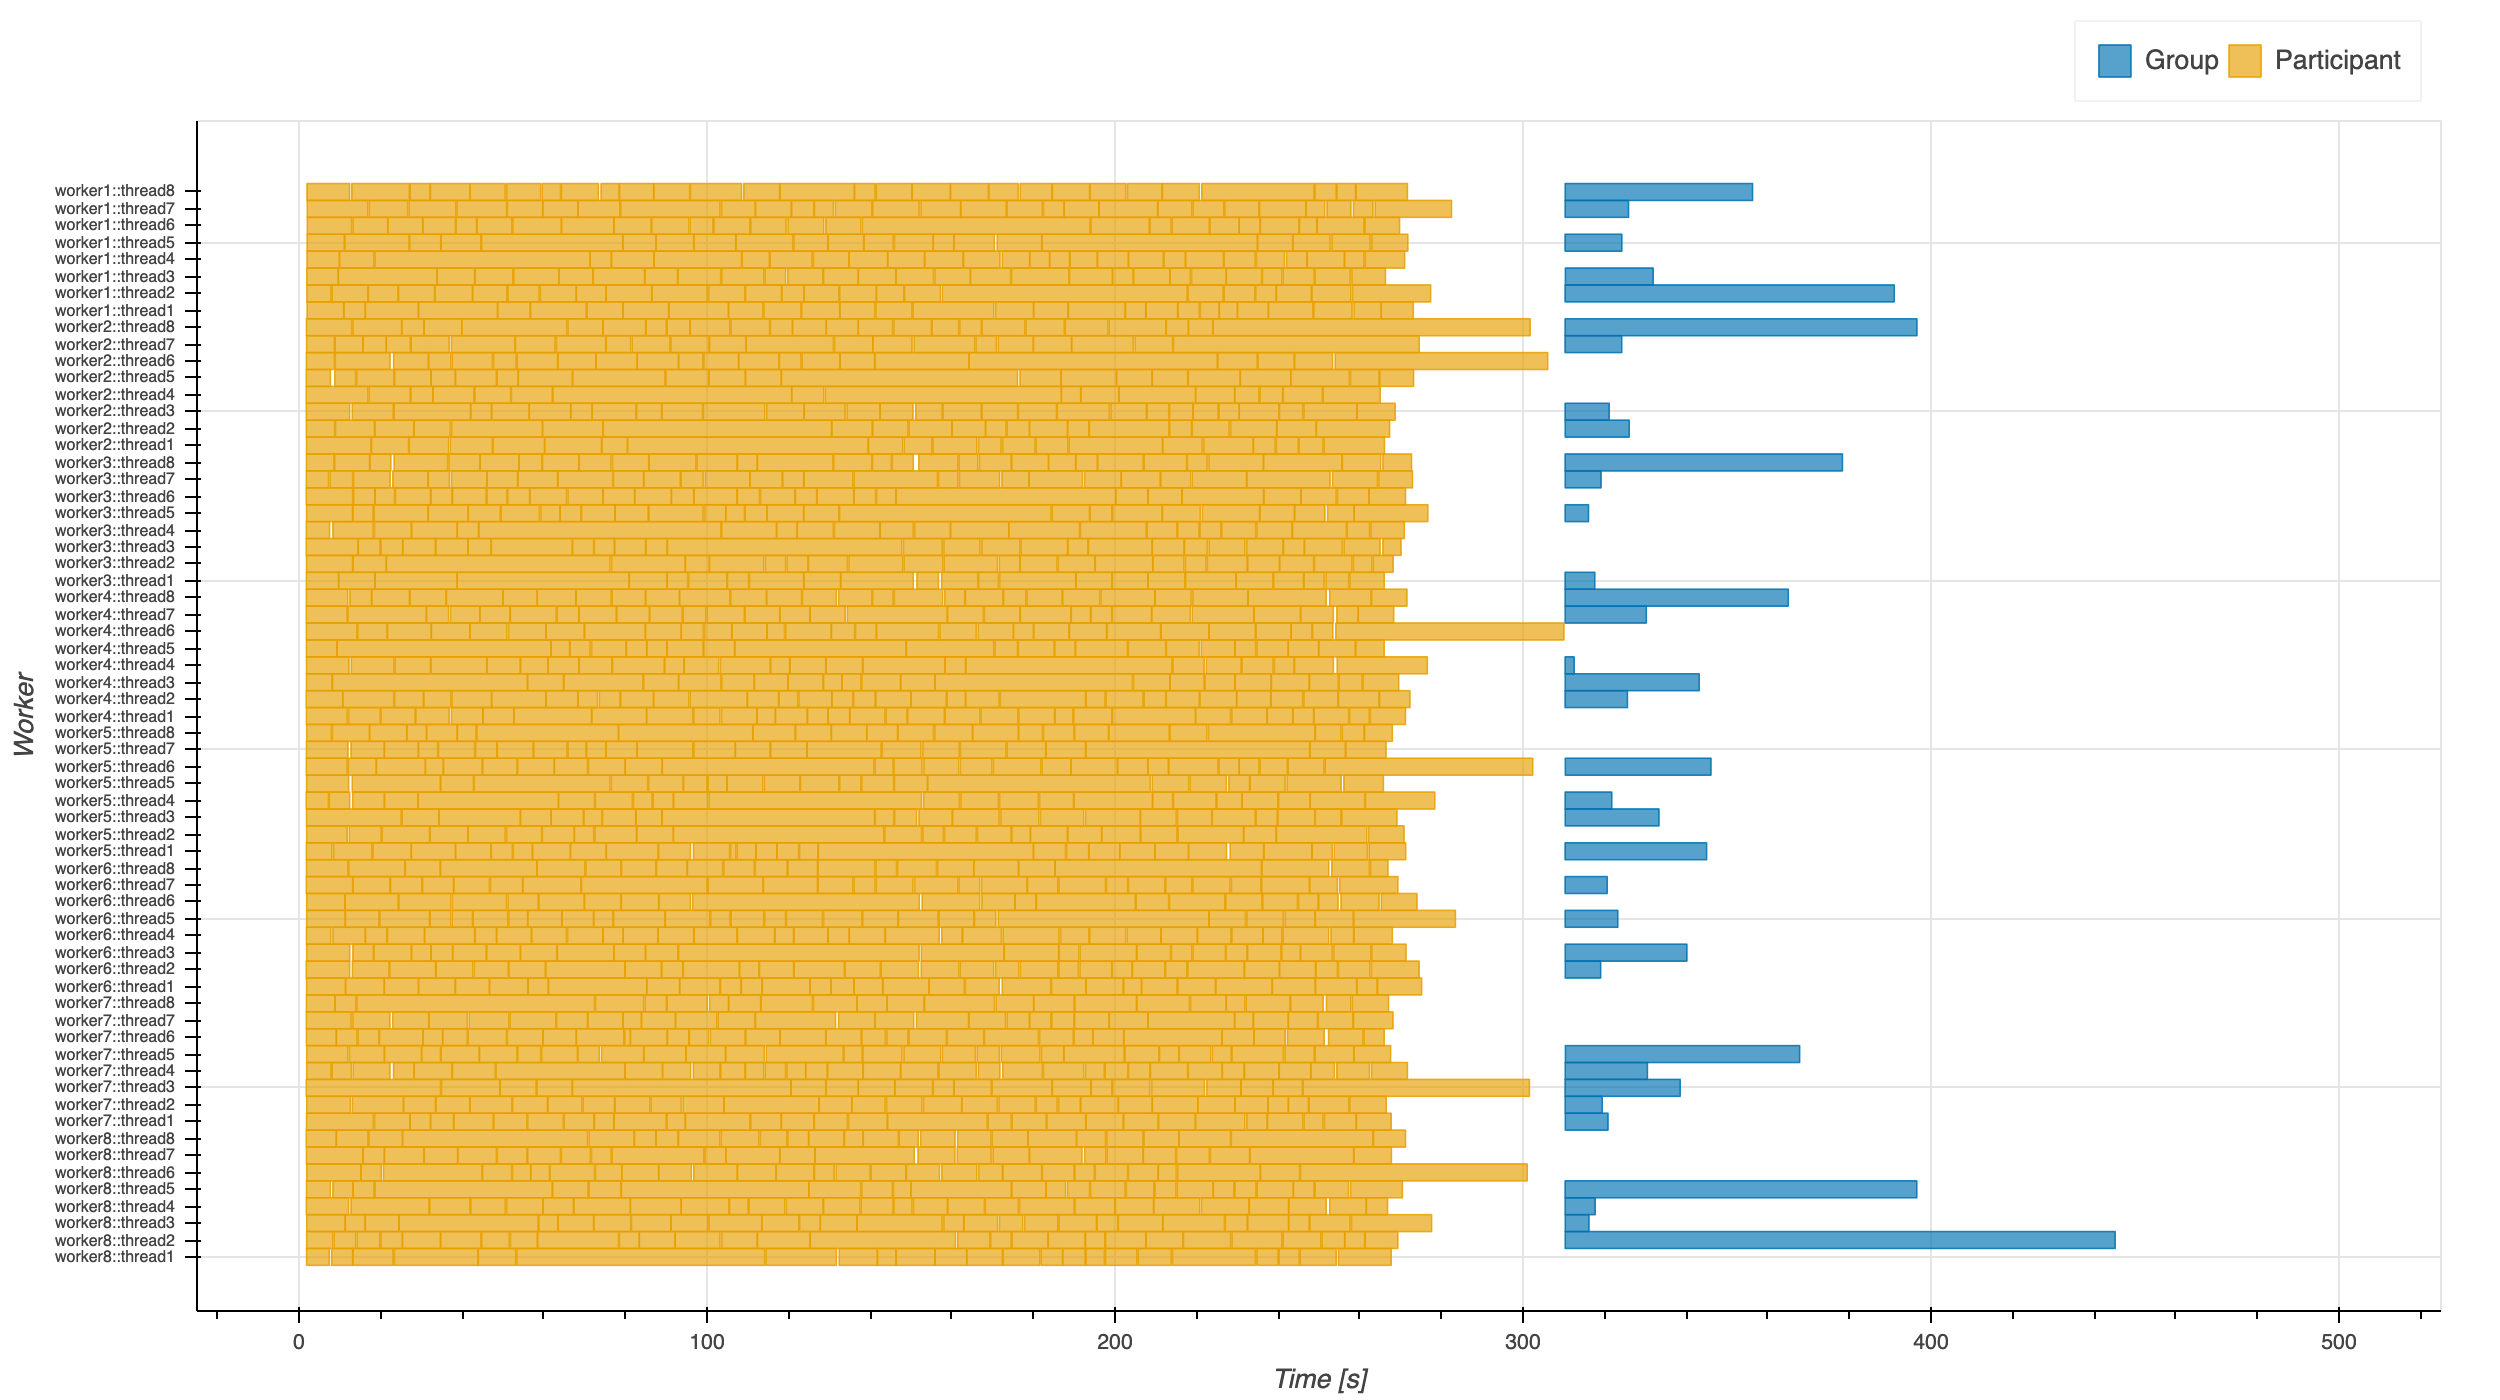 Group Participant
worker1::thread8
worker1::thread7
worker1::thread6
worker1::thread5
worker1::thread4
worker1::thread3
worker1::thread2
worker1::thread1
worker2::thread8
worker2::thread7
worker2::thread6
worker2::thread5
worker2::thread4
worker2::thread3
worker2::thread2
worker2::thread1
worker3::thread8
worker3::thread7
worker3::thread6
worker3::thread5
worker3::thread4
worker3::thread3
worker3::thread2
worker3::thread1
worker4::thread8
worker4::thread7
worker4::thread6
worker4::thread5
worker4::thread4
worker4::thread3
worker4::thread2
worker4::thread1
worker5::thread8
worker5::thread7
worker5::thread6
worker5::thread5
worker5::thread4
worker5::thread3
worker5::thread2
worker5::thread1
worker6::thread8
worker6::thread7
worker6::thread6
worker6::thread5
worker6::thread4
worker6::thread3
worker6::thread2
worker6::thread1
worker7::thread8
worker7::thread7
worker7::thread6
worker7::thread5
worker7::thread4
worker7::thread3
worker7::thread2
worker7::thread1
worker8::thread8
worker8::thread7
worker8::thread6
worker8::thread5
worker8::thread4
worker8::thread3
worker8::thread2
worker8::thread1
Worker
0 100 200 300 400 500
Time [s]